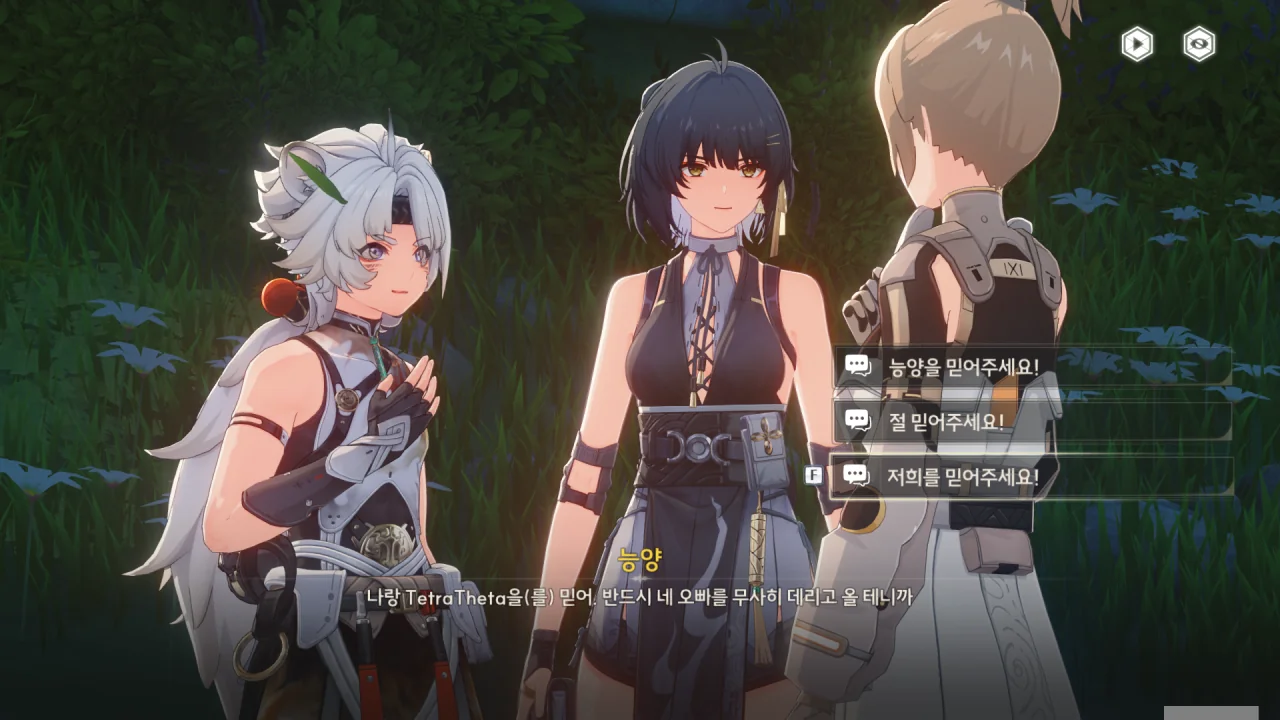 능양을 믿어주세요!
절 믿어주세요!
F
저희를 믿어주세요!
능양
나랑 TetraTheta을(를) 믿어. 반드시 네 오빠를 무사히 데리고 올 테니까